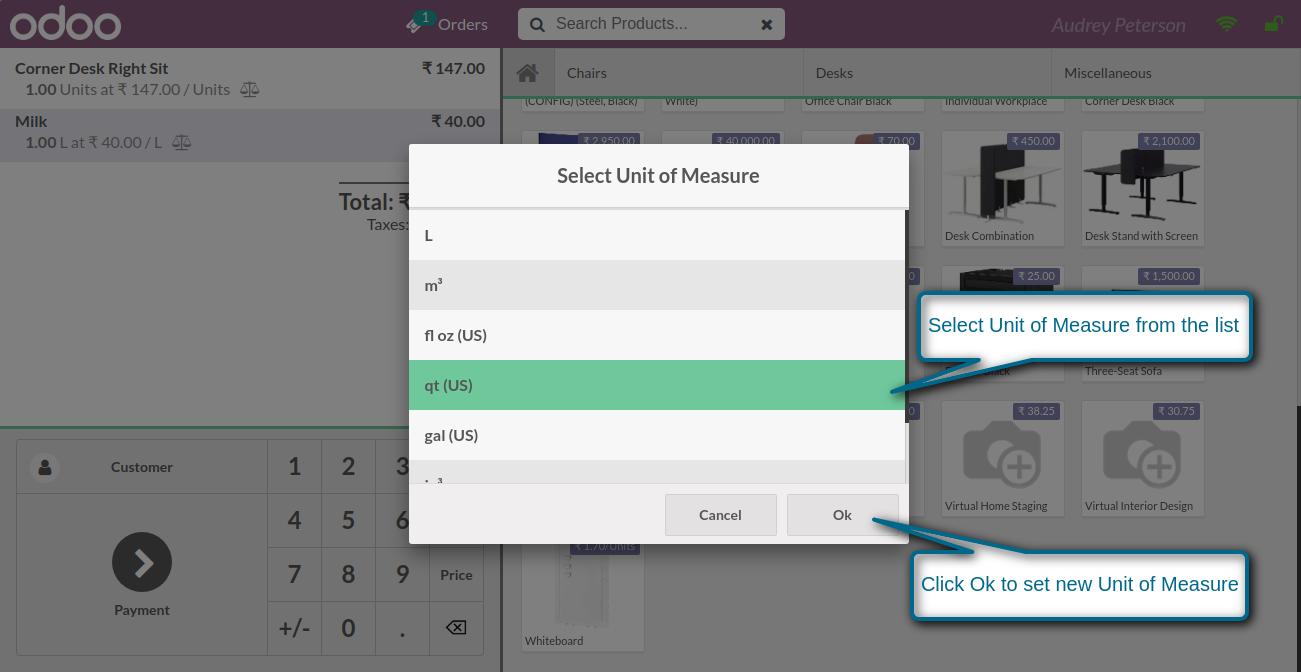 odoo
1
Orders
Search Products...
Audrey Peterson
Corner Desk Right Sit ₹ 147.00
1.00 Units at ₹ 147.00 / Units
Milk ₹ 40.00
1.00 L at ₹ 40.00 / L
Total: ₹
Taxes:
Customer
Payment
1 2 3
4 5 6
7 8 9 Price
+/- 0 .
Chairs Desks Miscellaneous
(CONFIG) (Steel, Black) White) Office Chair Black Individual Workplace Corner Desk Black
₹ 2,950.00 ₹ 40,000.00 ₹ 70.00 ₹ 450.00 ₹ 2,100.00
Desk Combination Desk Stand with Screen
₹ 25.00 ₹ 1,500.00
Three-Seat Sofa
₹ 38.25 ₹ 30.75
Virtual Home Staging Virtual Interior Design
₹ 1.70/Units
Whiteboard
Select Unit of Measure
L
m³
fl oz (US)
qt (US)
gal (US)
Cancel Ok
Select Unit of Measure from the list
Click Ok to set new Unit of Measure